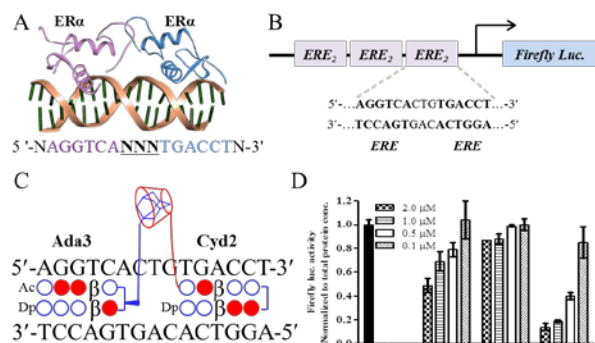 A
ERα ERα
5 '-NAGGTCANNNTGACCTN-3'
B
ERE2 ERE2 ERE2 Firefly Luc.
5'-…AGGTCACTGTGACCT…-3'
3'-…TCCAGTGACACTGGA…-5'
ERE ERE
C
Ada3 Cyd2
5'-AGGTCACTGTGACCT-3'
Ac β β
Dp β β
3'-TCCAGTGACACTGGA-5'
D
Firefly luc. activity
Normalized to total protein conc.
1.2
1.0
0.8
0.6
0.4
0.2
0.0
2.0 μM
1.0 μM
0.5 μM
0.1 μM